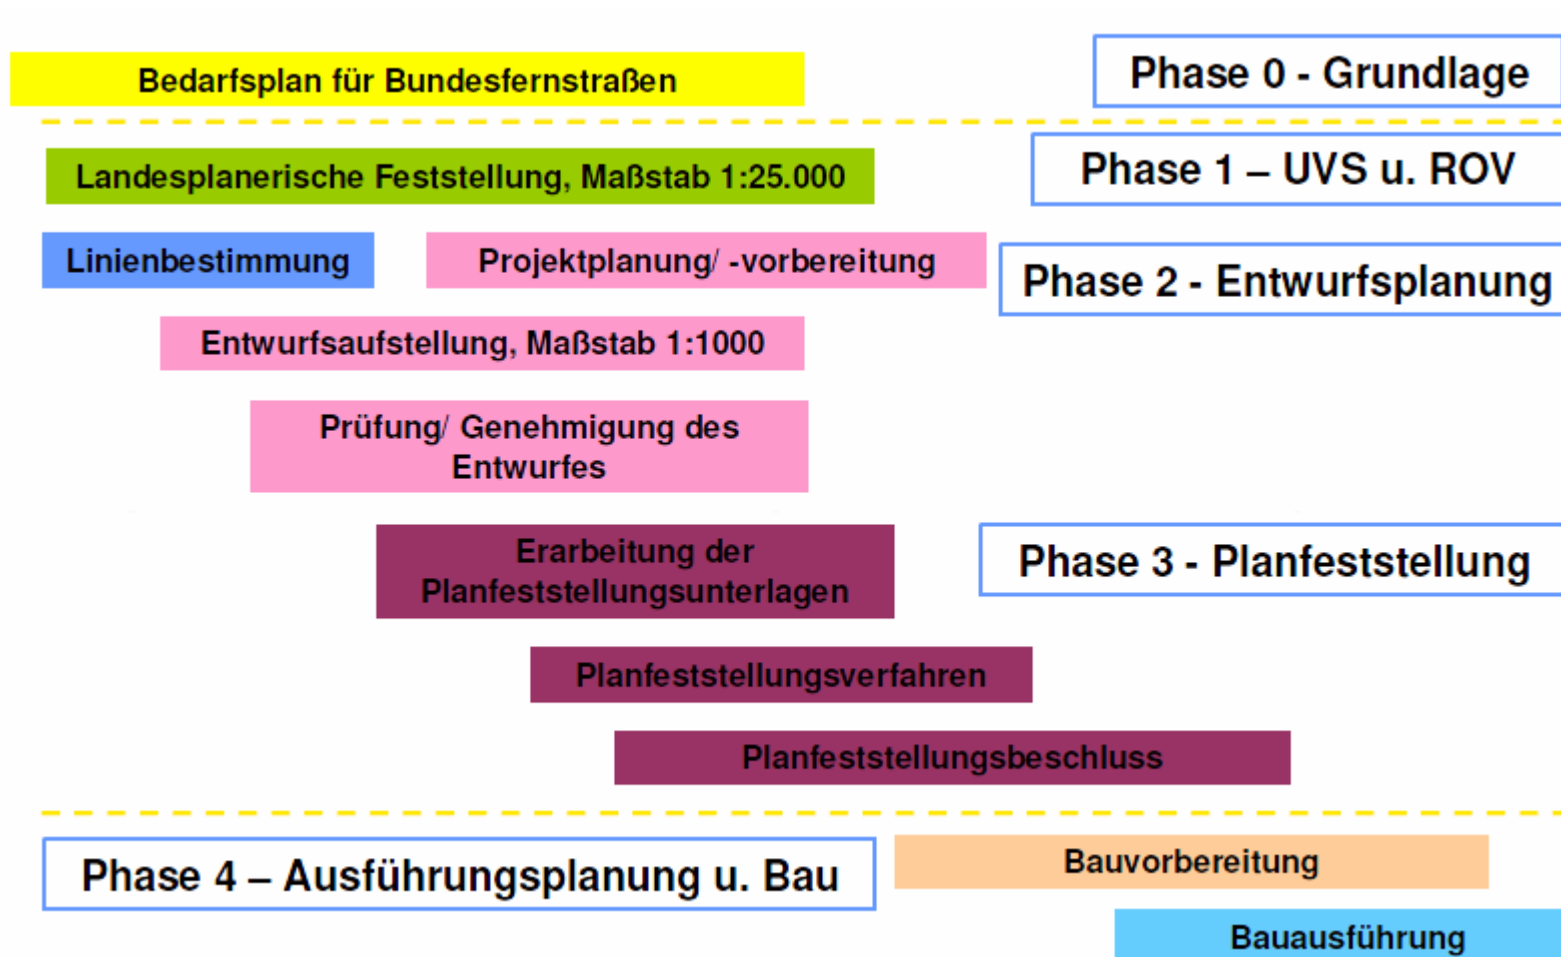 Bedarfsplan für Bundesfernstraßen
Phase 0 - Grundlage
Landesplanerische Feststellung, Maßstab 1:25.000
Phase 1 – UVS u. ROV
Linienbestimmung
Projektplanung/ -vorbereitung
Phase 2 - Entwurfsplanung
Entwurfsaufstellung, Maßstab 1:1000
Prüfung/ Genehmigung des
Entwurfes
Erarbeitung der
Planfeststellungsunterlagen
Phase 3 - Planfeststellung
Planfeststellungsverfahren
Planfeststellungsbeschluss
Phase 4 – Ausführungsplanung u. Bau
Bauvorbereitung
Bauausführung